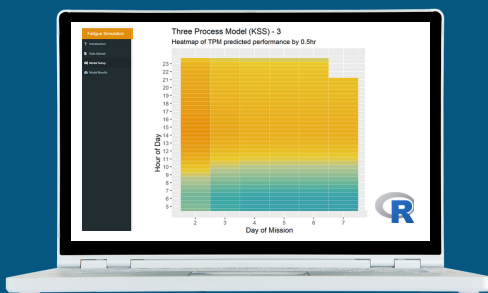 Fatigue Simulation
Introduction
Data Upload
Model Setup
Model Results
Three Process Model (KSS) - 3
Heatmap of TPM predicted performance by 0.5hr
Hour of Day
23
22
21
20
19
18
17
16
15
14
13
12
11
10
9
8
7
6
5
2 3 4 5 6 7
Day of Mission
R